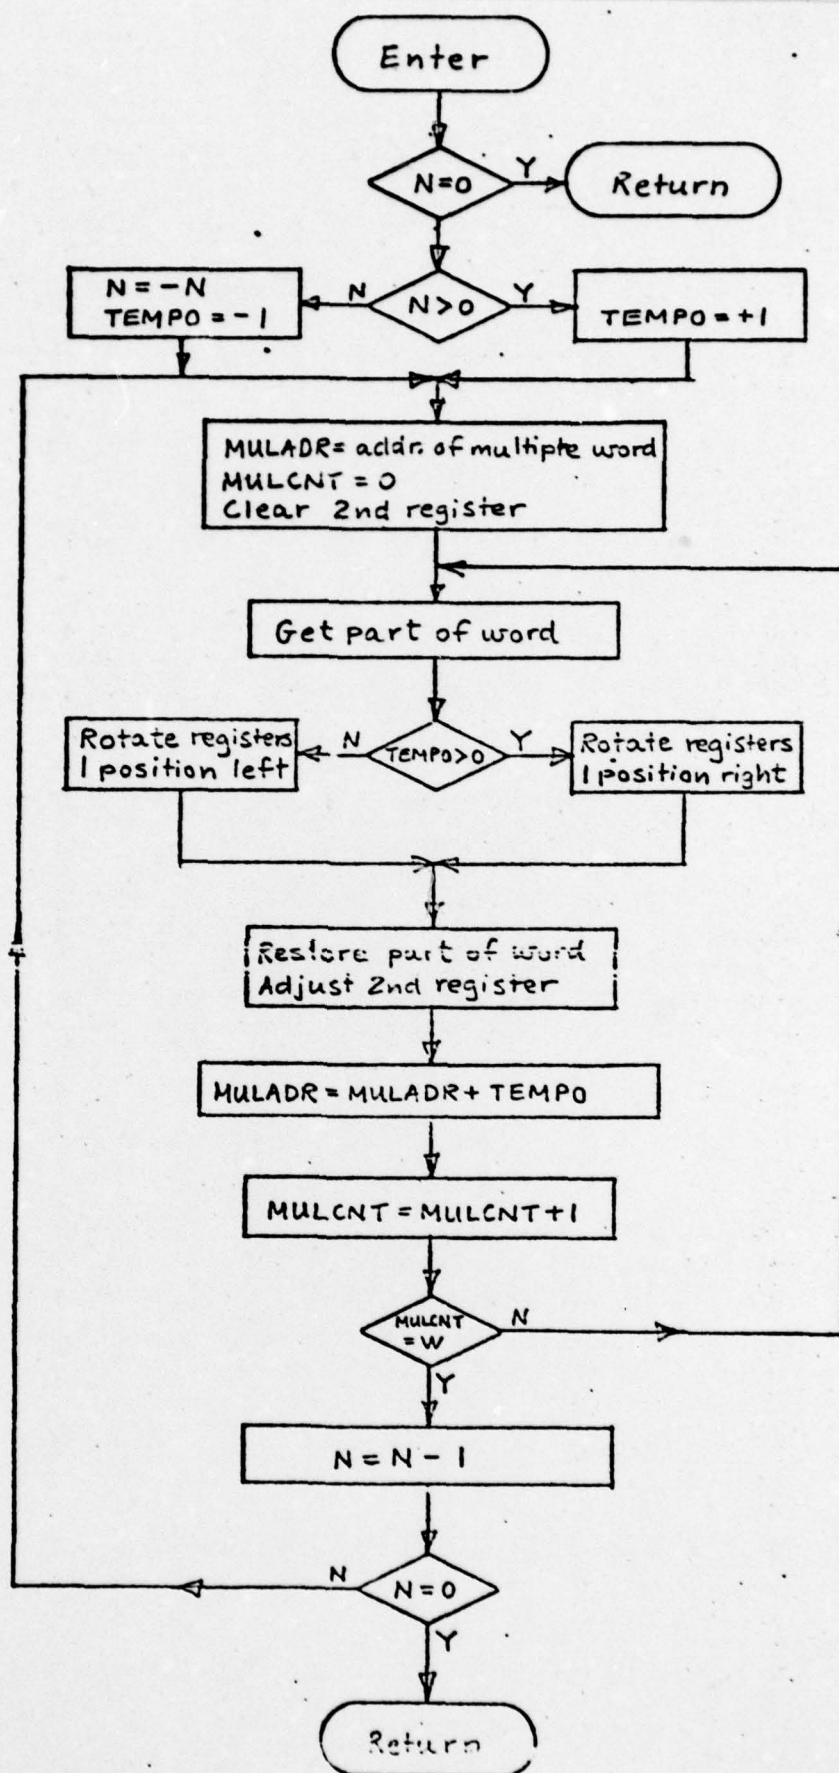 Enter
N=0
Y
Return
N = -N
TEMPO = -1
N
N>0
Y
TEMPO = +1
MULADR = addr. of multiple word
MULCNT = 0
Clear 2nd register
Get part of word
Rotate registers
1 position left
N
TEMPO>0
Y
Rotate registers
1 position right
Restore part of word
Adjust 2nd register
MULADR = MULADR + TEMPO
MULCNT = MULCNT + 1
MULCNT
= W
N
Y
N = N - 1
N
N = 0
Y
Return